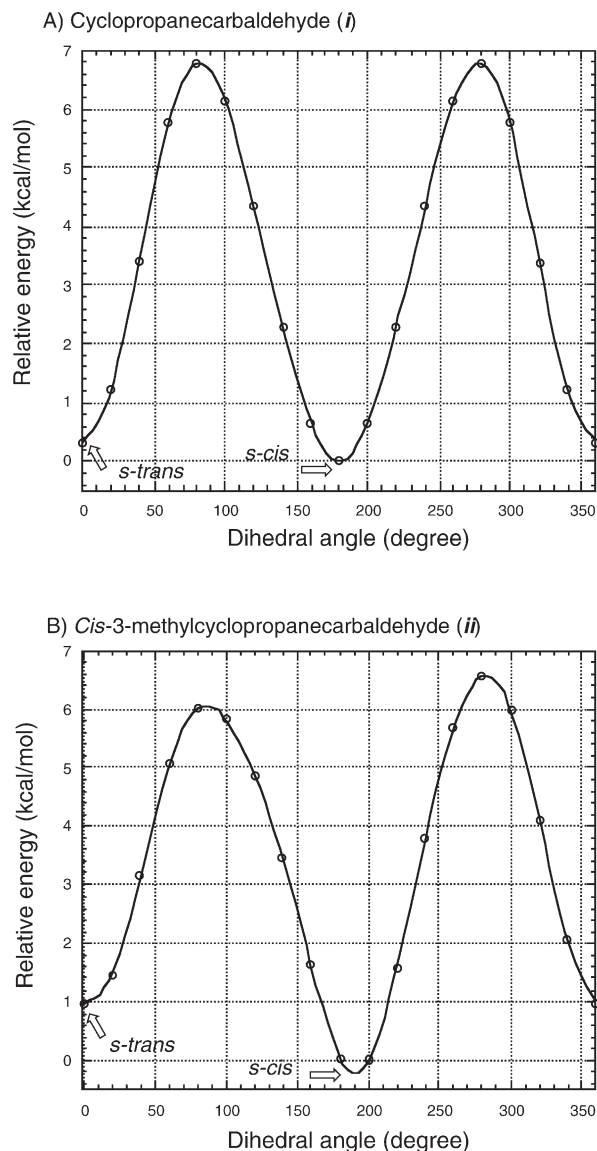 A) Cyclopropanecarbaldehyde (i)
7
6
5
4
3
2
1
0
Relative energy (kcal/mol)
s-trans
s-cis
0 50 100 150 200 250 300 350
Dihedral angle (degree)
B) Cis-3-methylcyclopropanecarbaldehyde (ii)
7
6
5
4
3
2
1
0
Relative energy (kcal/mol)
s-trans
s-cis
0 50 100 150 200 250 300 350
Dihedral angle (degree)